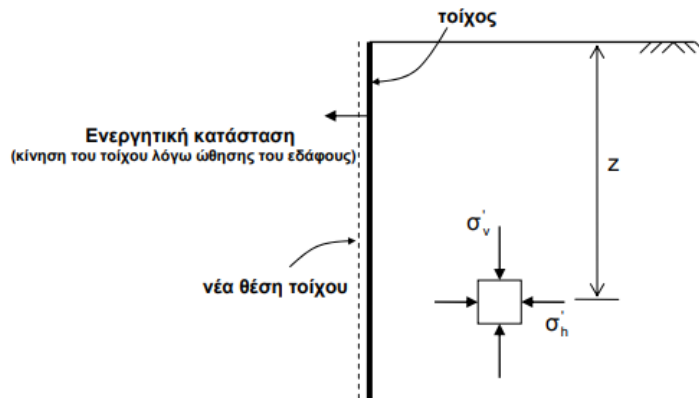 τοίχος
Ενεργητική κατάσταση
(κίνηση του τοίχου λόγω ώθησης του εδάφους)
z
σ'v
νέα θέση τοίχου
σ'h